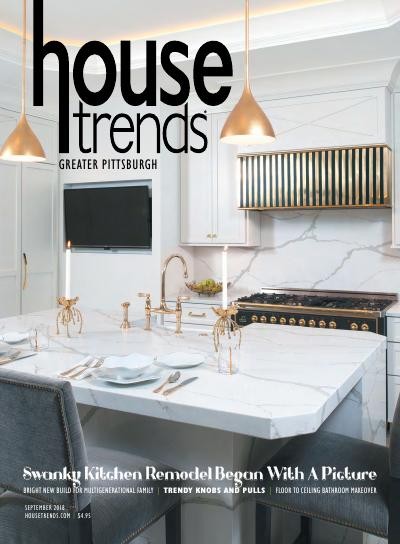 house
trends
GREATER PITTSBURGH
Swanky Kitchen Remodel Began With A Picture
BRIGHT NEW BUILD FOR MULTIGENERATIONAL FAMILY | TRENDY KNOBS AND PULLS | FLOOR TO CEILING BATHROOM MAKEOVER
SEPTEMBER 2018
HOUSETRENDS.COM | $4.95